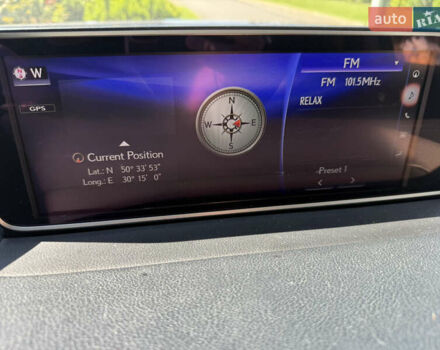 auto RIA
W
GPS
N
W
E
S
Current Position
Lat.: N 50° 33' 53"
Long.: E 30° 15' 0"
FM
FM 101.5MHz
RELAX
Preset 1